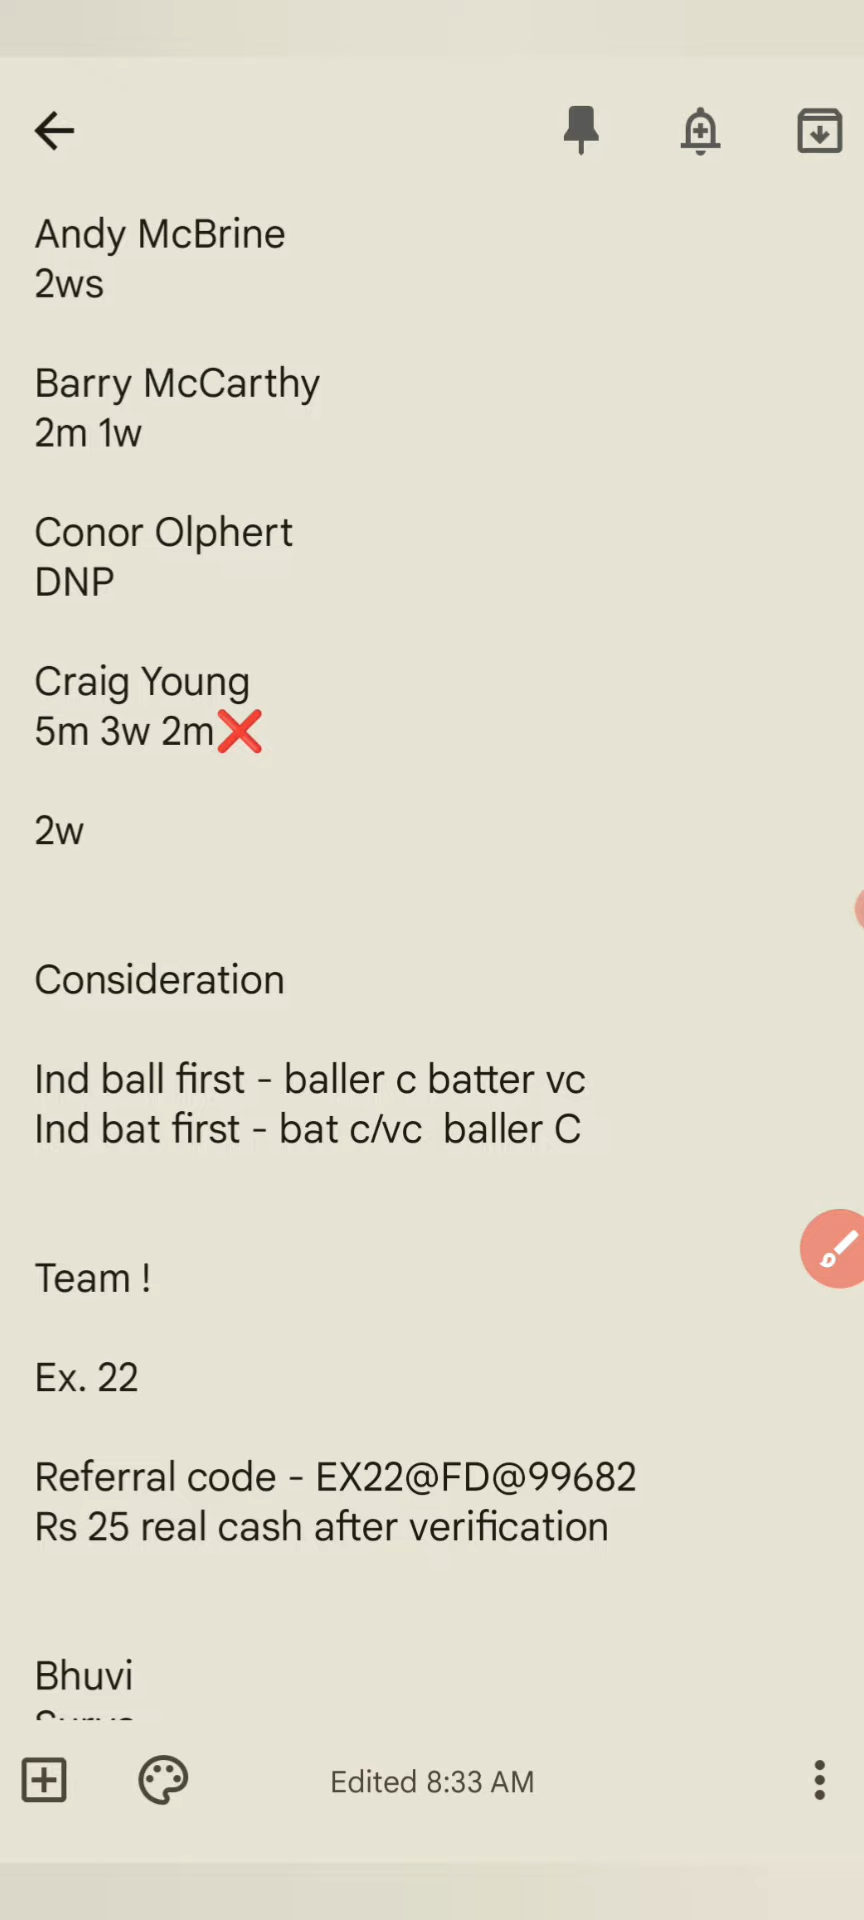 Andy McBrine
2ws
Barry McCarthy
2m 1w
Conor Olphert
DNP
Craig Young
5m 3w 2m❌
2w
Consideration
Ind ball first - baller c batter vc
Ind bat first - bat c/vc  baller C
Team !
Ex. 22
Referral code - EX22@FD@99682
Rs 25 real cash after verification
Bhuvi
Edited 8:33 AM